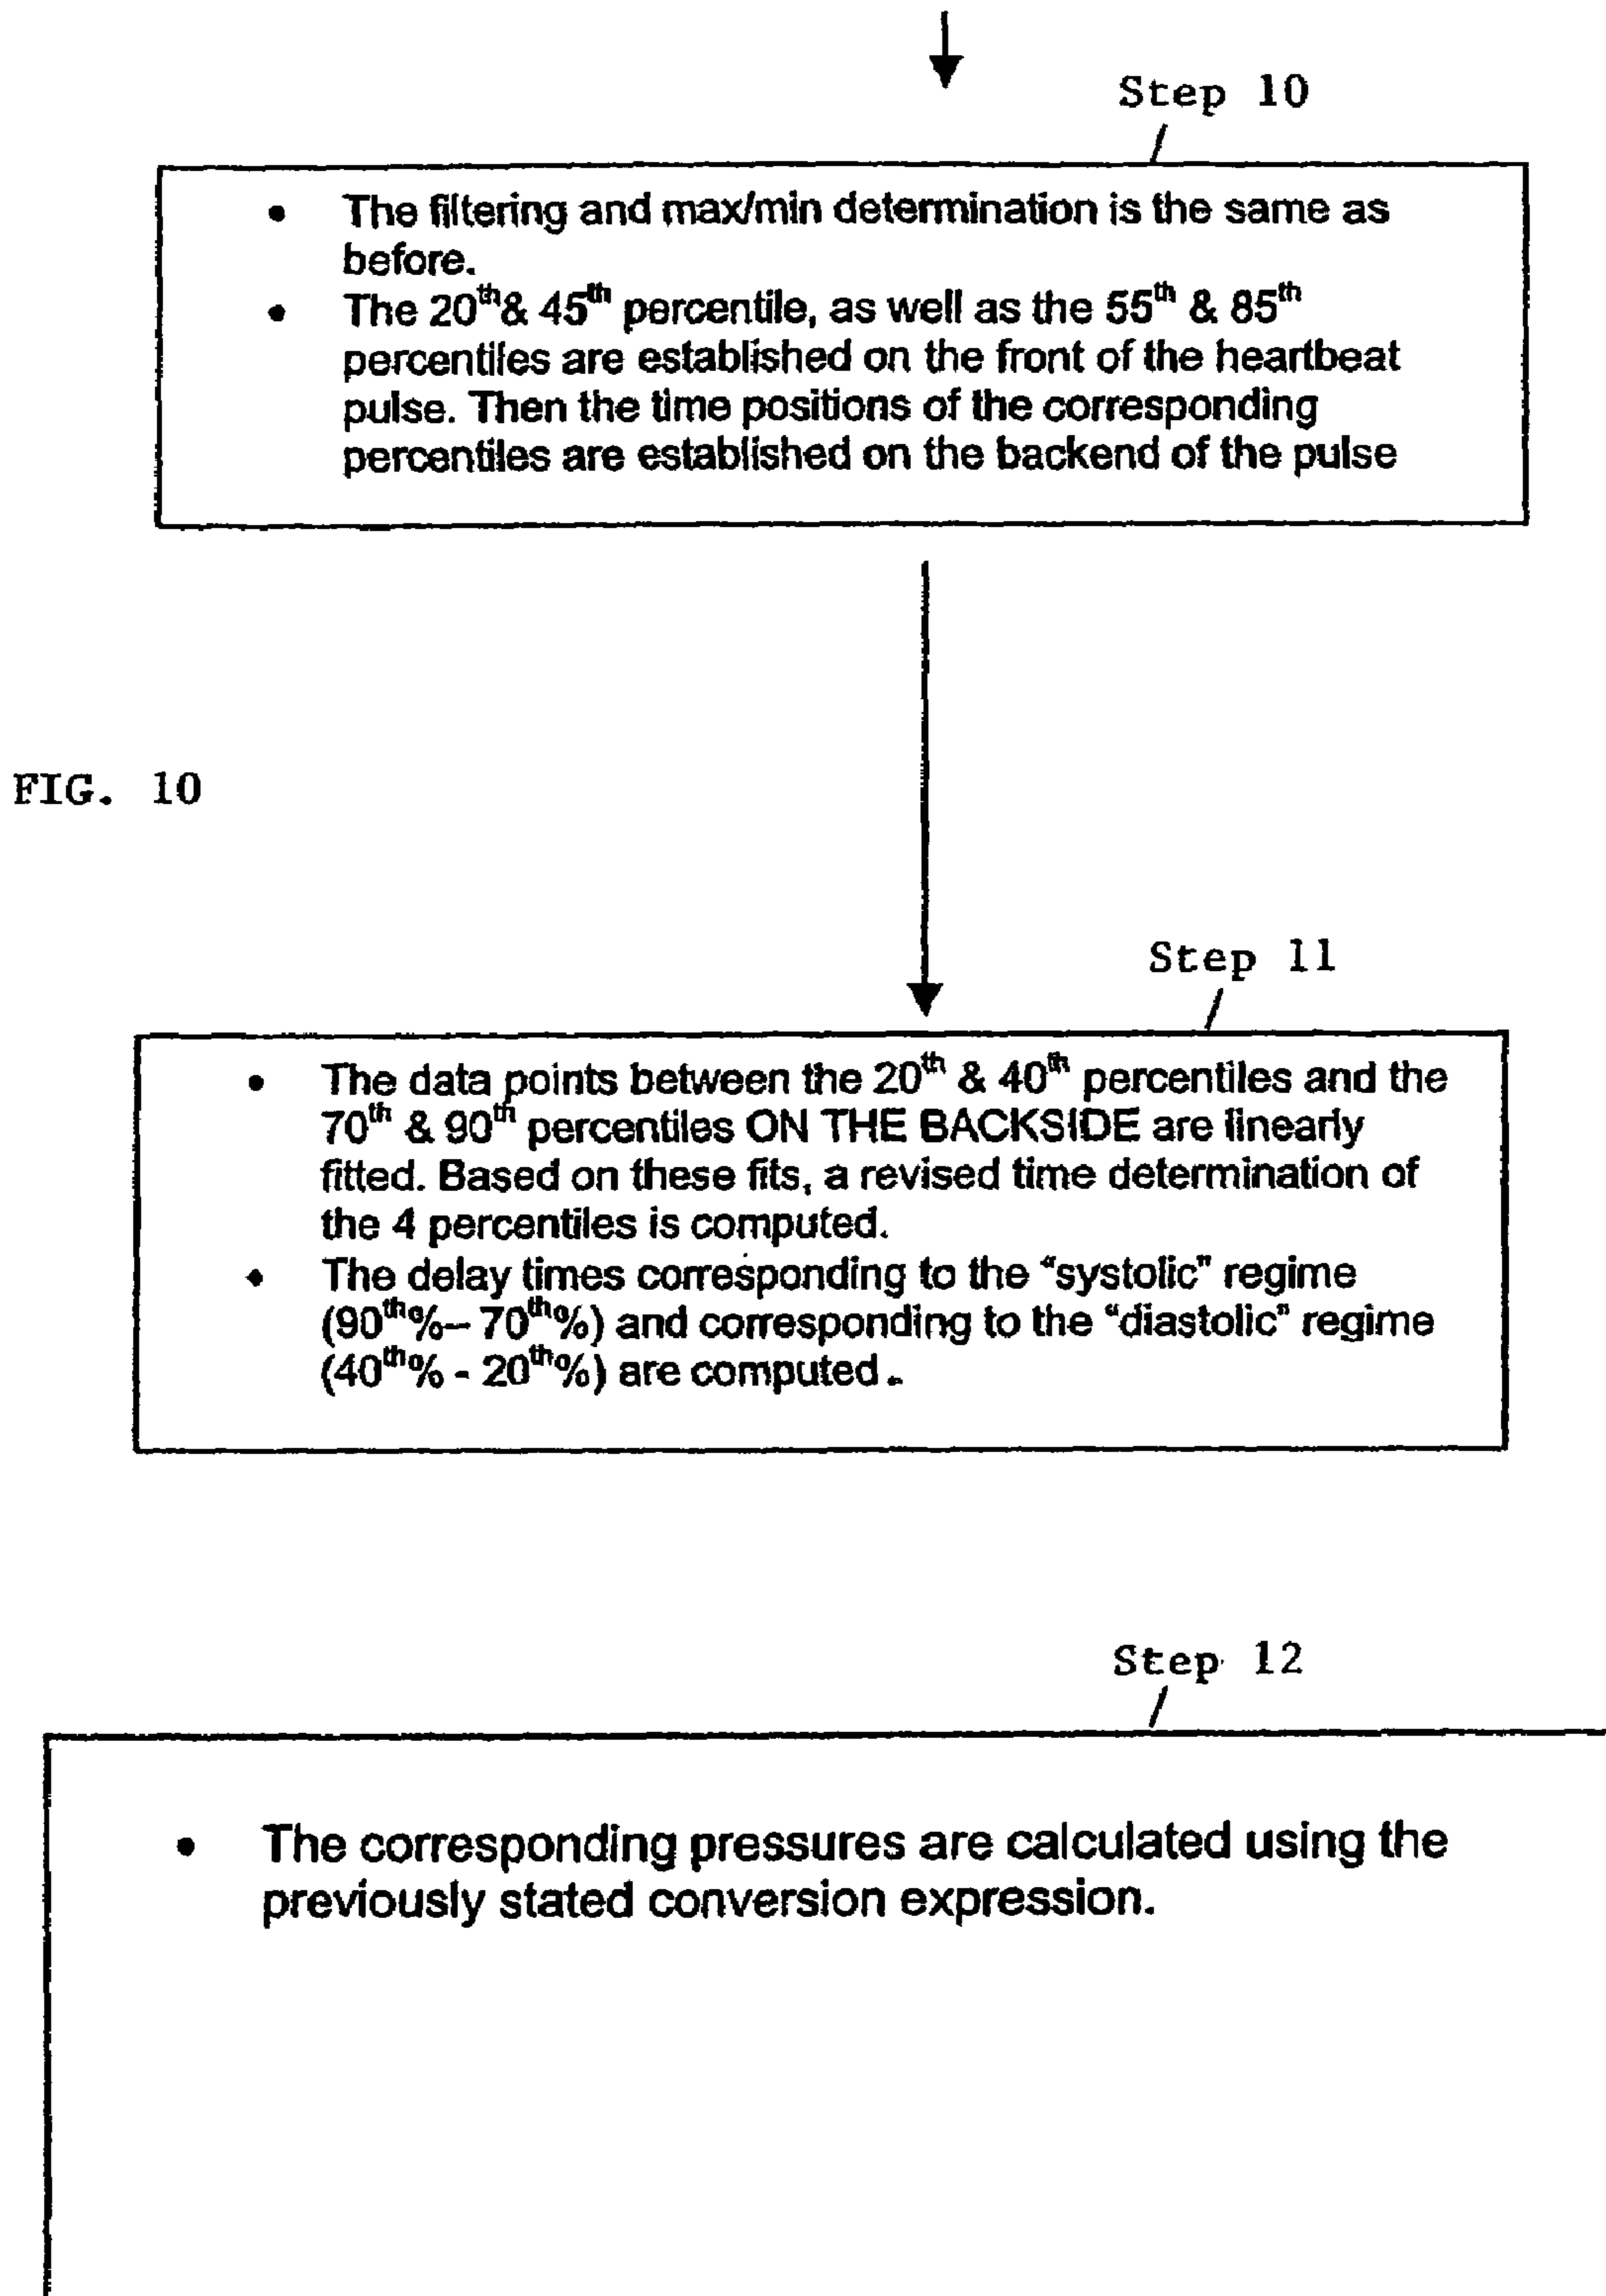 Step 10
• The filtering and max/min determination is the same as
before.
• The 20th& 45th percentile, as well as the 55th & 85th
percentiles are established on the front of the heartbeat
pulse. Then the time positions of the corresponding
percentiles are established on the backend of the pulse
FIG. 10
Step 11
• The data points between the 20th & 40th percentiles and the
70th & 90th percentiles ON THE BACKSIDE are linearly
fitted. Based on these fits, a revised time determination of
the 4 percentiles is computed.
• The delay times corresponding to the “systolic” regime
(90th%– 70th%) and corresponding to the “diastolic” regime
(40th% - 20th%) are computed.
Step 12
• The corresponding pressures are calculated using the
previously stated conversion expression.